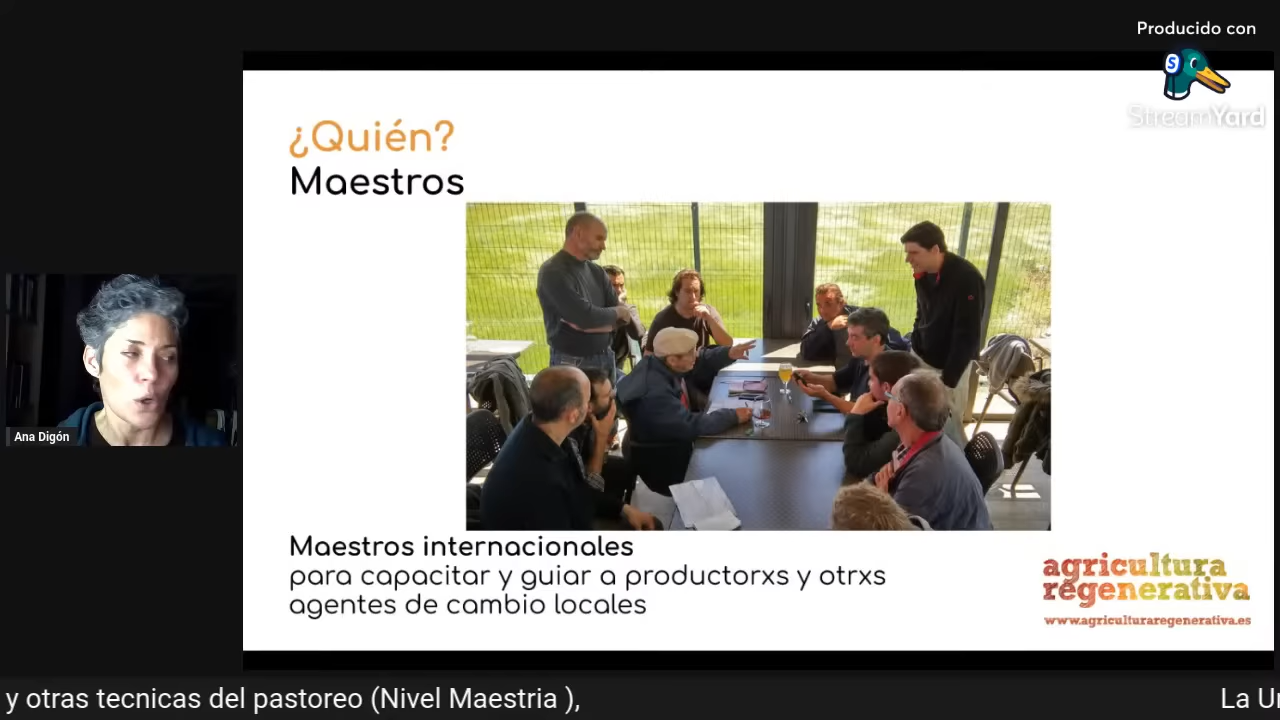 Producido con
StreamYard
¿Quién?
Maestros
Ana Digón
Maestros internacionales
para capacitar y guiar a productorxs y otrxs
agentes de cambio locales
agricultura
regenerativa
www.agriculturaregenerativa.es
y otras tecnicas del pastoreo (Nivel Maestria ),
La